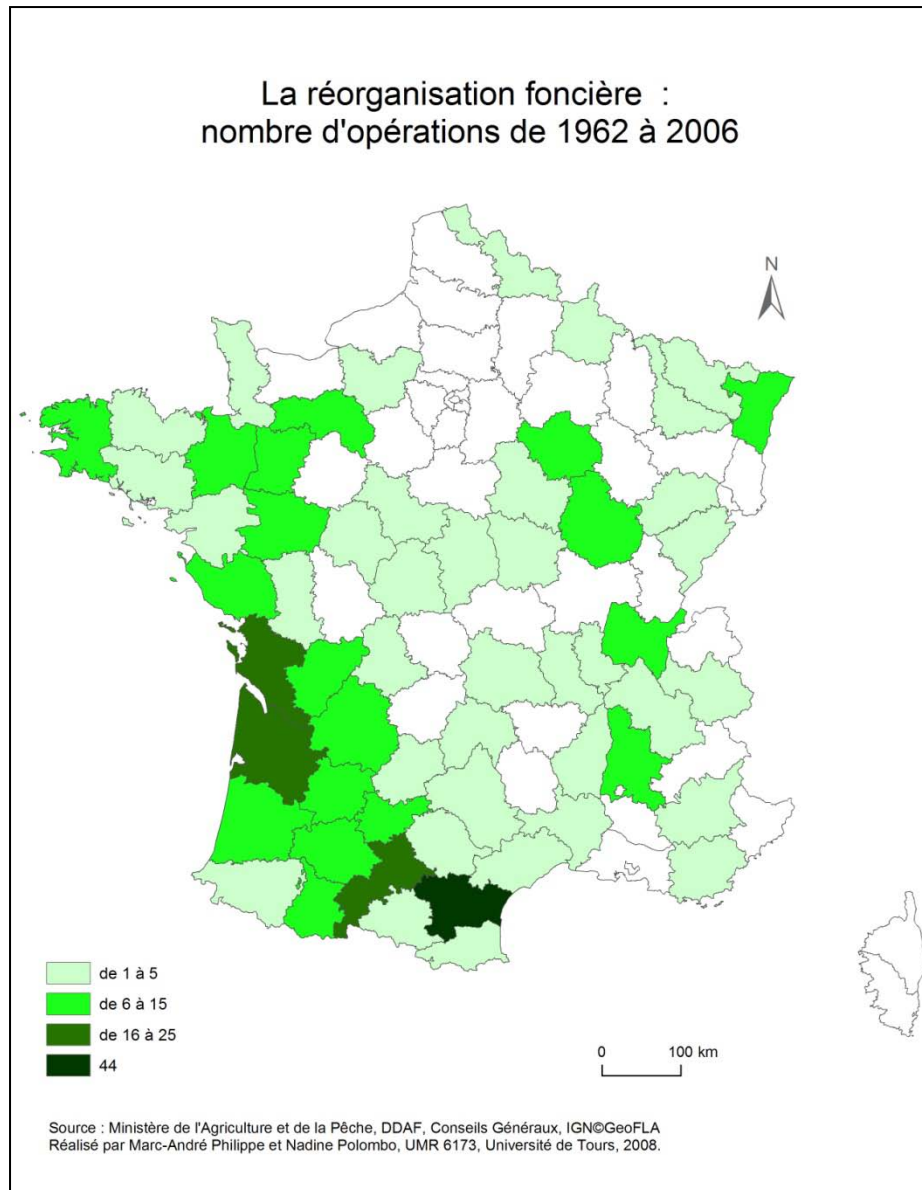 La réorganisation foncière :
nombre d'opérations de 1962 à 2006
N
de 1 à 5
de 6 à 15
de 16 à 25
44
0 100 km
Source : Ministère de l'Agriculture et de la Pêche, DDAF, Conseils Généraux, IGN©GeoFLA
Réalisé par Marc-André Philippe et Nadine Polombo, UMR 6173, Université de Tours, 2008.